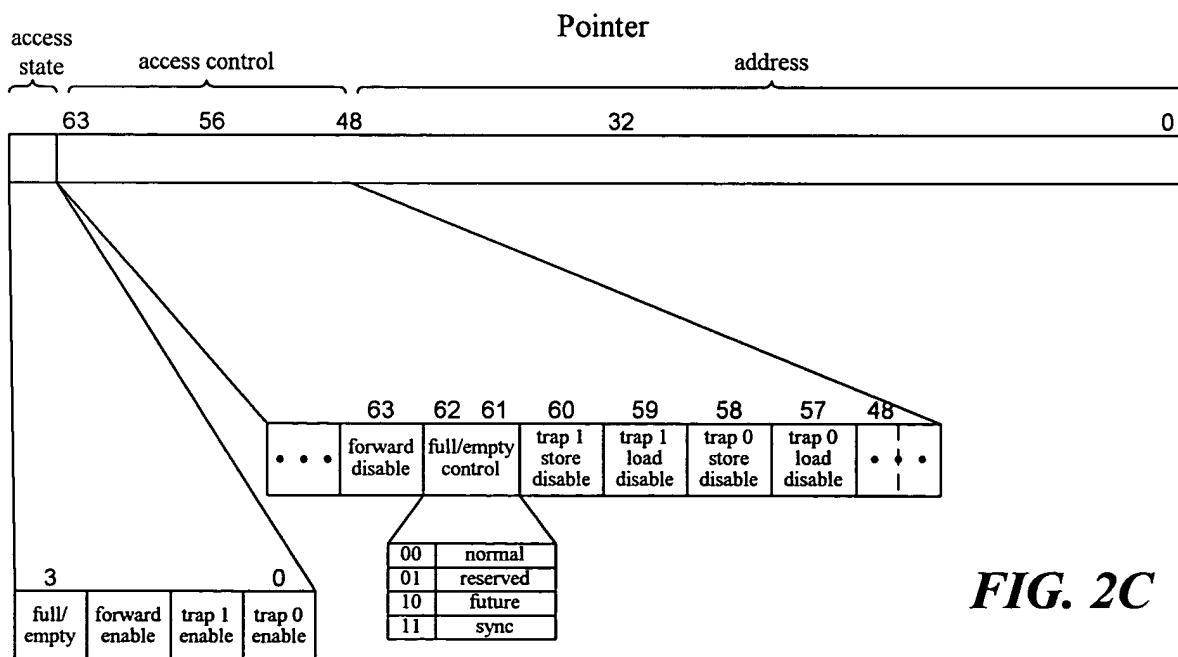 Pointer
access
state
access control
address
63 56 48 32 0
63 62 61 60 59 58 57 48
• • •
forward
disable
full/empty
control
trap 1
store
disable
trap 1
load
disable
trap 0
store
disable
trap 0
load
disable
• • •
00 normal
01 reserved
10 future
11 sync
3 0
full/
empty
forward
enable
trap 1
enable
trap 0
enable
FIG. 2C